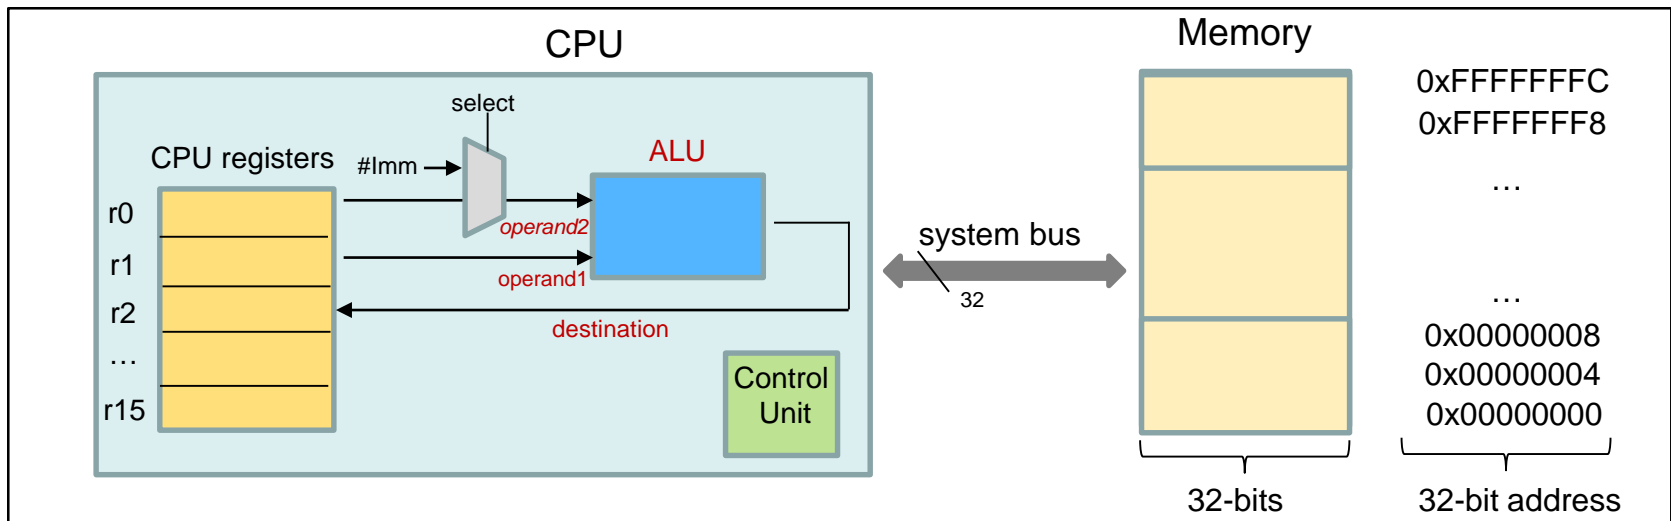 CPU
Memory
select
CPU registers
#Imm
ALU
r0
operand2
r1
operand1
r2
destination
...
r15
Control
Unit
system bus
32
0xFFFFFFFC
0xFFFFFFF8
...
...
0x00000008
0x00000004
0x00000000
32-bits
32-bit address